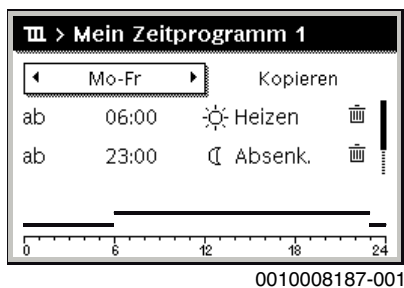 > Mein Zeitprogramm 1
Mo-Fr Kopieren
ab 06:00 Heizen
ab 23:00 Absenk.
0 6 12 18 24
0010008187-001